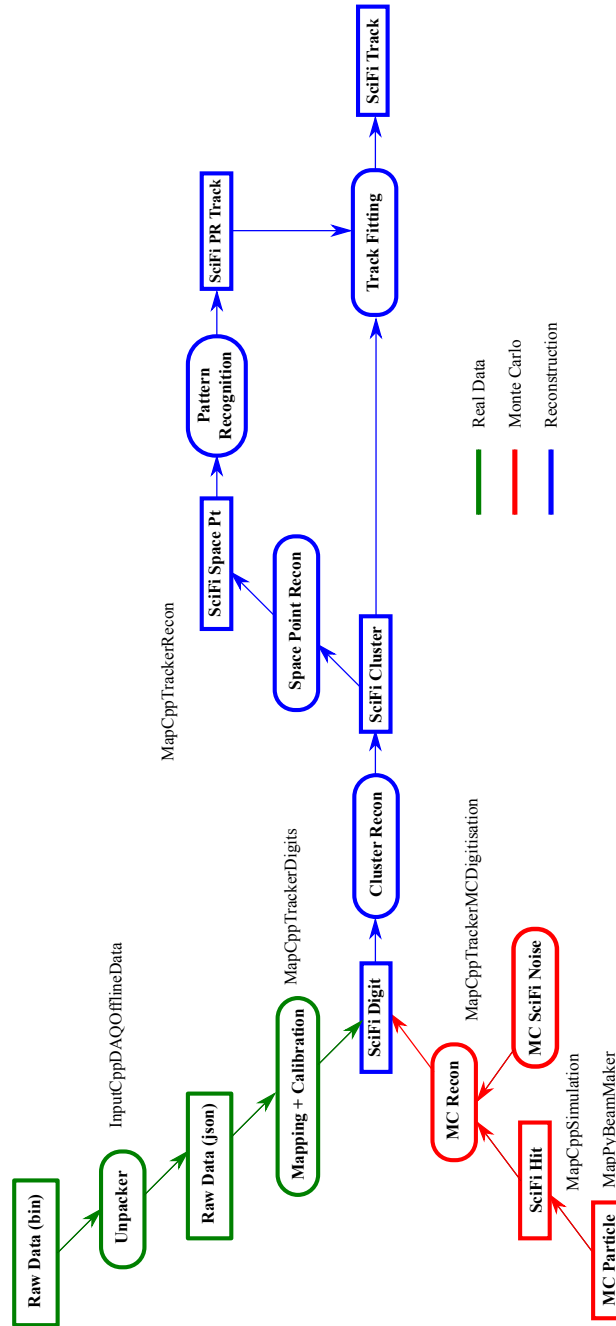 Raw Data (bin)
Unpacker
InputCppDAQOfflineData
Raw Data (json)
Mapping + Calibration
MapCppTrackerDigits
SciFi Digit
Cluster Recon
SciFi Cluster
Space Point Recon
SciFi Space Pt
MapCppTrackerRecon
Pattern
Recognition
SciFi PR Track
Track Fitting
SciFi Track
MC Particle
MapPyBeamMaker
MapCppSimulation
SciFi Hit
MC Recon
MC SciFi Noise
MapCppTrackerMCDigitisation
Real Data
Monte Carlo
Reconstruction